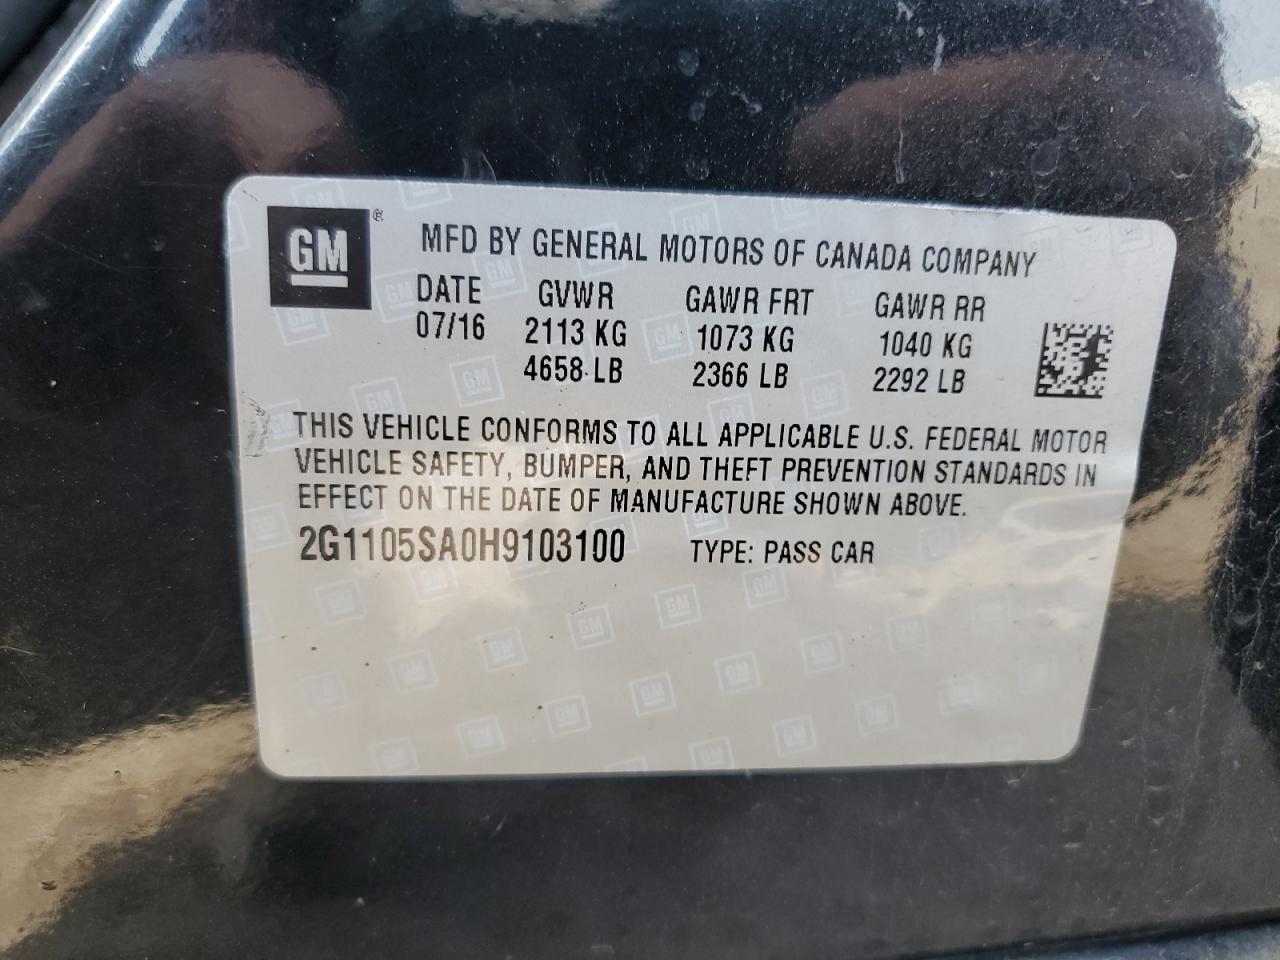 GM ® MFD BY GENERAL MOTORS OF CANADA COMPANY
DATE GVWR GAWR FRT GAWR RR
07/16 2113 KG 1073 KG 1040 KG
4658 LB 2366 LB 2292 LB
THIS VEHICLE CONFORMS TO ALL APPLICABLE U.S. FEDERAL MOTOR
VEHICLE SAFETY, BUMPER, AND THEFT PREVENTION STANDARDS IN
EFFECT ON THE DATE OF MANUFACTURE SHOWN ABOVE.
2G1105SA0H9103100 TYPE: PASS CAR